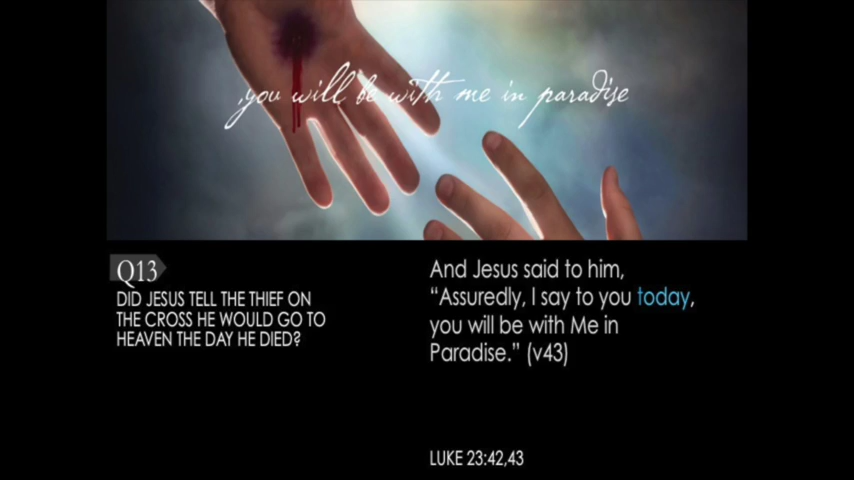 ,you will be with me in paradise
Q13
DID JESUS TELL THE THIEF ON
THE CROSS HE WOULD GO TO
HEAVEN THE DAY HE DIED?
And Jesus said to him,
“Assuredly, I say to you today,
you will be with Me in
Paradise.” (v43)
LUKE 23:42,43